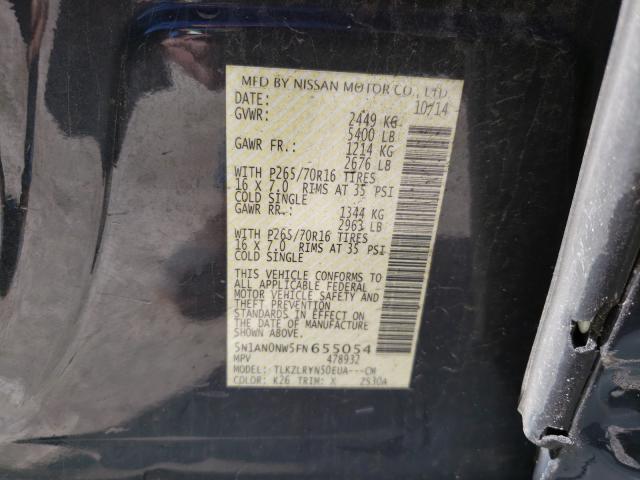 MFD BY NISSAN MOTOR CO., LTD.
DATE: 10/14
GVWR: 2449 KG
5400 LB
GAWR FR.: 1214 KG
2676 LB
WITH P265/70R16 TIRES
16 X 7.0 RIMS AT 35 PSI
COLD SINGLE
GAWR RR.: 1344 KG
2963 LB
WITH P265/70R16 TIRES
16 X 7.0 RIMS AT 35 PSI
COLD SINGLE
THIS VEHICLE CONFORMS TO
ALL APPLICABLE FEDERAL
MOTOR VEHICLE SAFETY AND
THEFT PREVENTION
STANDARDS IN EFFECT ON
THE DATE OF MANUFACTURE
SHOWN ABOVE.
5N1AN0NW5FN655054
MPV 478932
MODEL: TLKZLRYN50EUA---CW
COLOR: K26 TRIM: X 2S30A